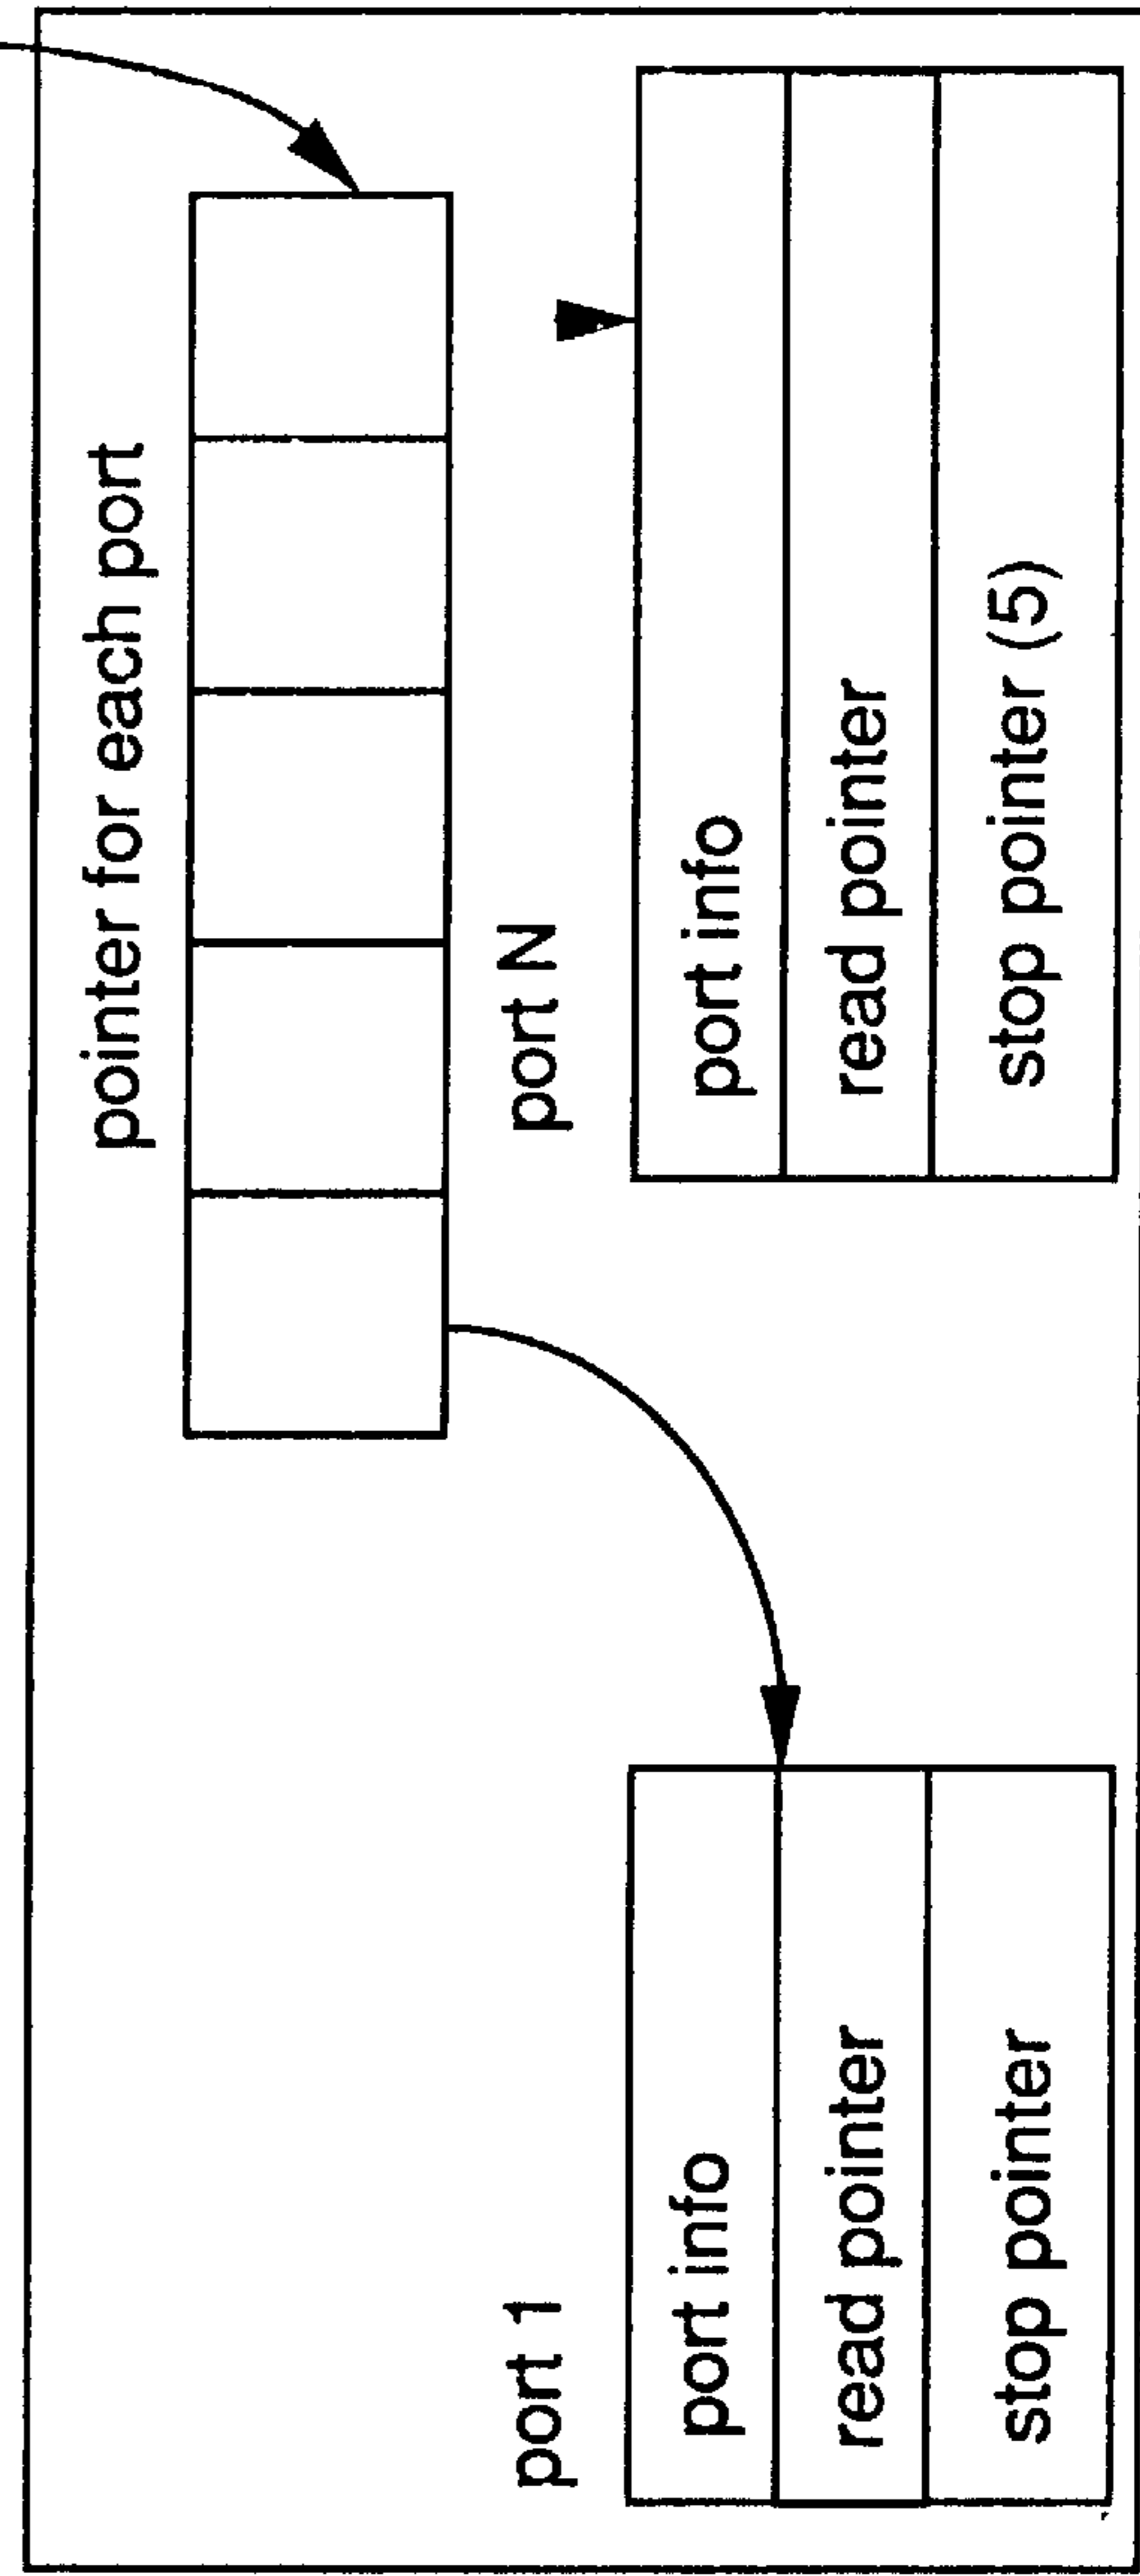 pointer for each port
port 1
port info
read pointer
stop pointer
port N
port info
read pointer
stop pointer (5)